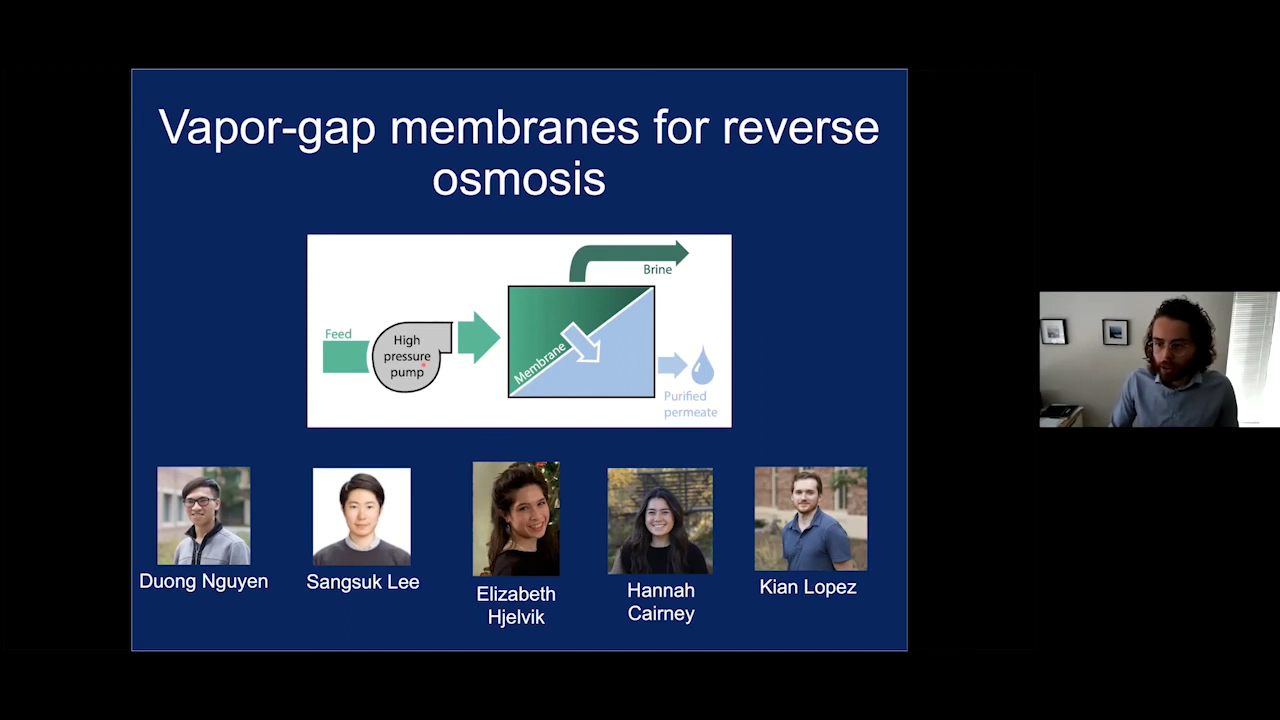 Vapor-gap membranes for reverse
osmosis
Brine
Feed
High
pressure
pump
Membrane
Purified
permeate
Duong Nguyen
Sangsuk Lee
Elizabeth
Hjelvik
Hannah
Cairney
Kian Lopez